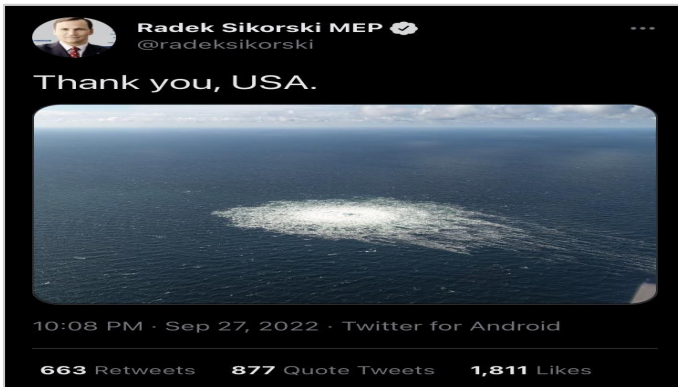 Radek Sikorski MEP
@radeksikorski
Thank you, USA.
10:08 PM · Sep 27, 2022 · Twitter for Android
663 Retweets 877 Quote Tweets 1,811 Likes